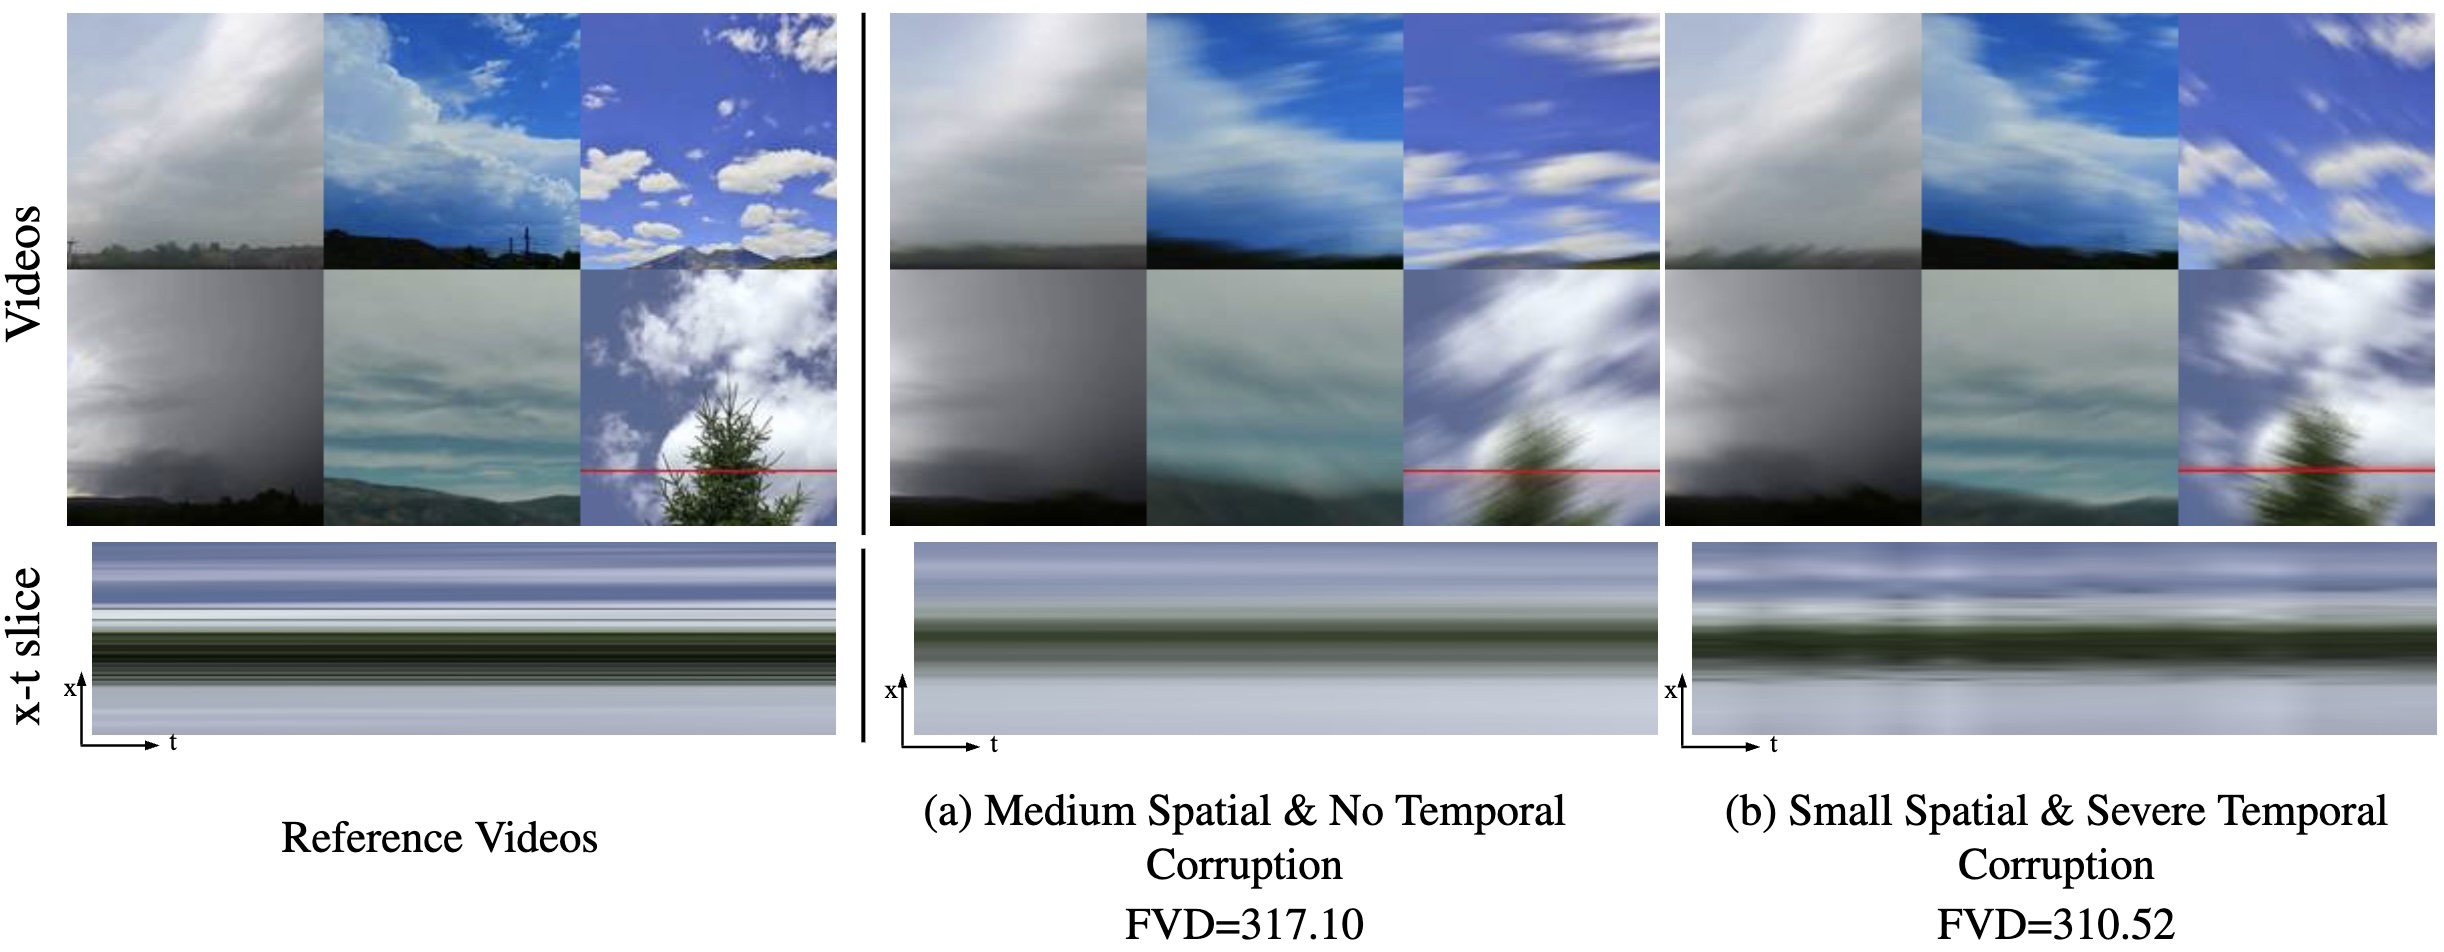 Videos
x-t slice
x
t
x
t
x
t
Reference Videos
(a) Medium Spatial & No Temporal
Corruption
FVD=317.10
(b) Small Spatial & Severe Temporal
Corruption
FVD=310.52